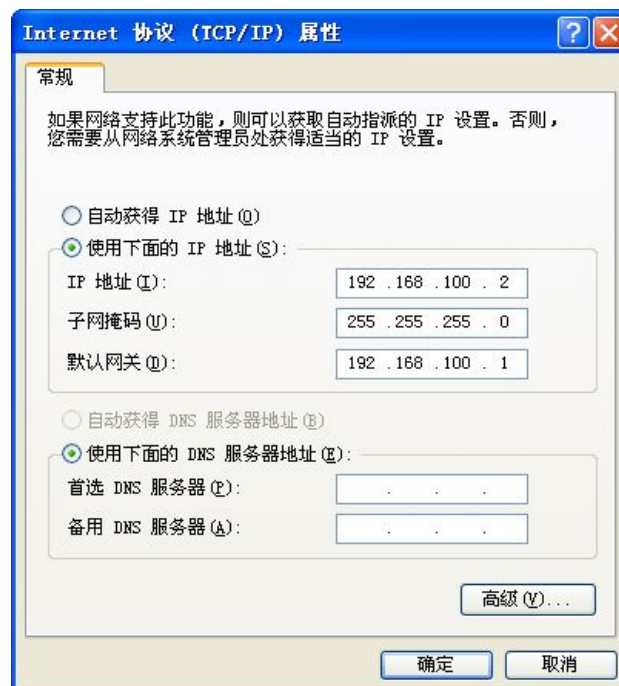 Internet 协议 (TCP/IP) 属性
常规
如果网络支持此功能，则可以获取自动指派的 IP 设置。否则，
您需要从网络系统管理员处获得适当的 IP 设置。
自动获得 IP 地址(O)
使用下面的 IP 地址(S):
IP 地址(I): 192 .168 .100 . 2
子网掩码(U): 255 .255 .255 . 0
默认网关(D): 192 .168 .100 . 1
自动获得 DNS 服务器地址(B)
使用下面的 DNS 服务器地址(E):
首选 DNS 服务器(P): . . .
备用 DNS 服务器(A): . . .
高级(V)...
确定 取消